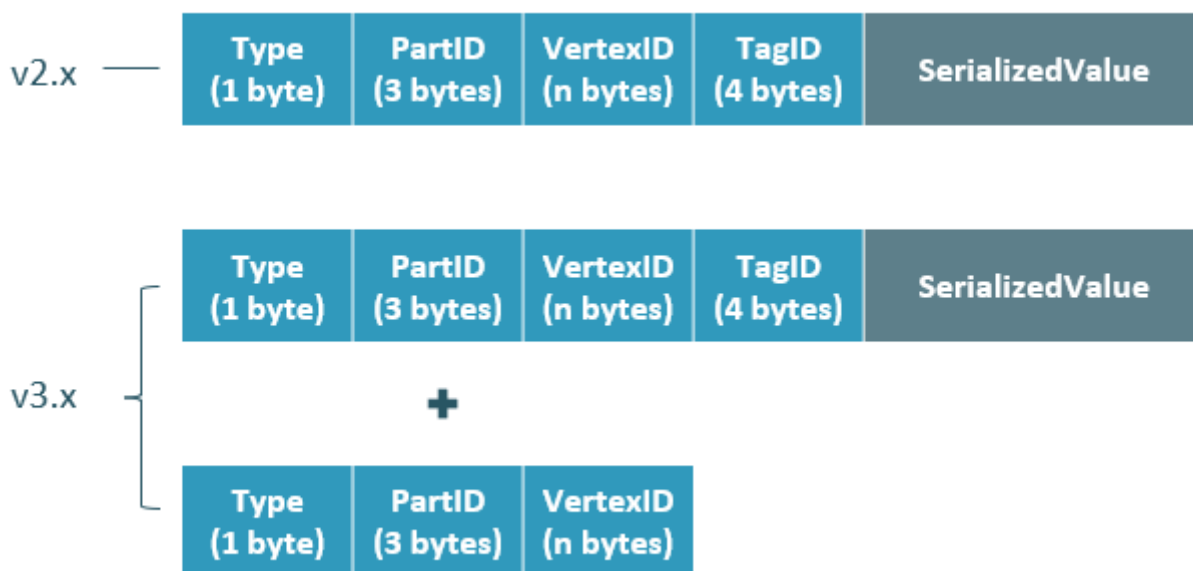 v2.x
Type
(1 byte)
PartID
(3 bytes)
VertexID
(n bytes)
TagID
(4 bytes)
SerializedValue
v3.x
Type
(1 byte)
PartID
(3 bytes)
VertexID
(n bytes)
TagID
(4 bytes)
SerializedValue
+
Type
(1 byte)
PartID
(3 bytes)
VertexID
(n bytes)